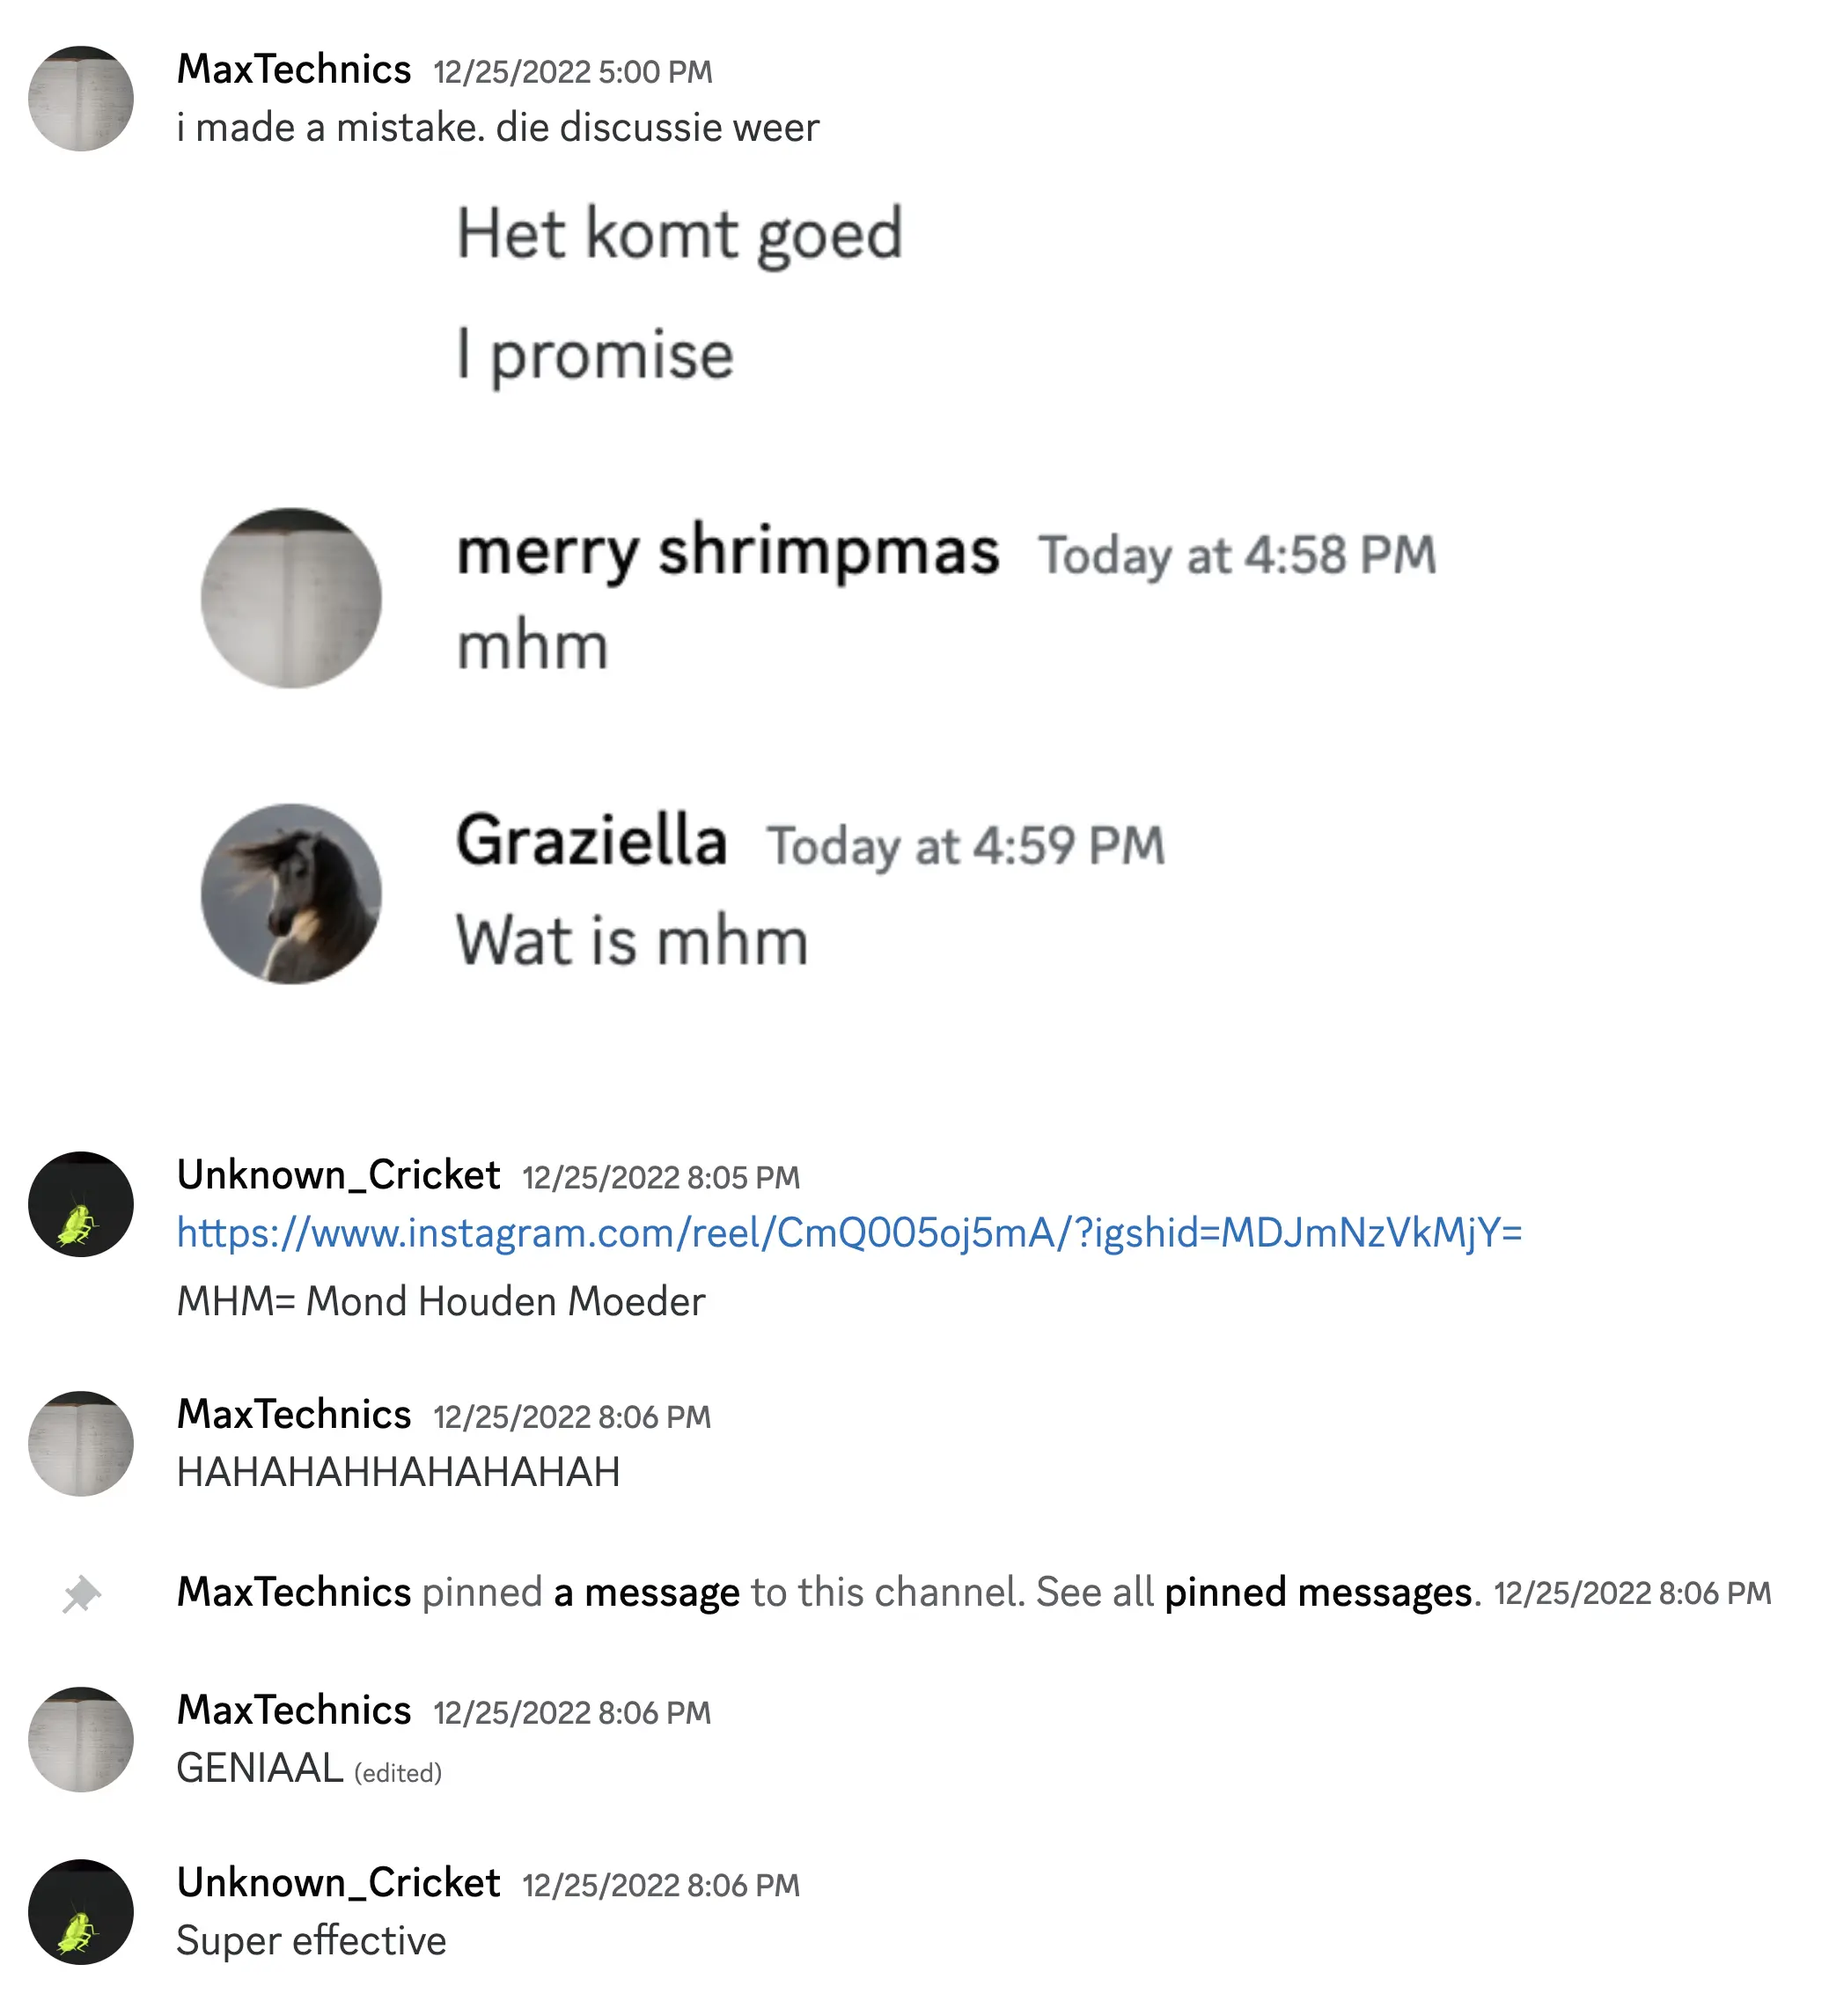 MaxTechnics 12/25/2022 5:00 PM
i made a mistake. die discussie weer
Het komt goed
I promise
merry shrimpmas Today at 4:58 PM
mhm
Graziella Today at 4:59 PM
Wat is mhm
Unknown_Cricket 12/25/2022 8:05 PM
https://www.instagram.com/reel/CmQ005oj5mA/?igshid=MDJmNzVkMjY=
MHM= Mond Houden Moeder
MaxTechnics 12/25/2022 8:06 PM
HAHAHAHHAHAHAHAH
MaxTechnics pinned a message to this channel. See all pinned messages. 12/25/2022 8:06 PM
MaxTechnics 12/25/2022 8:06 PM
GENIAAL (edited)
Unknown_Cricket 12/25/2022 8:06 PM
Super effective